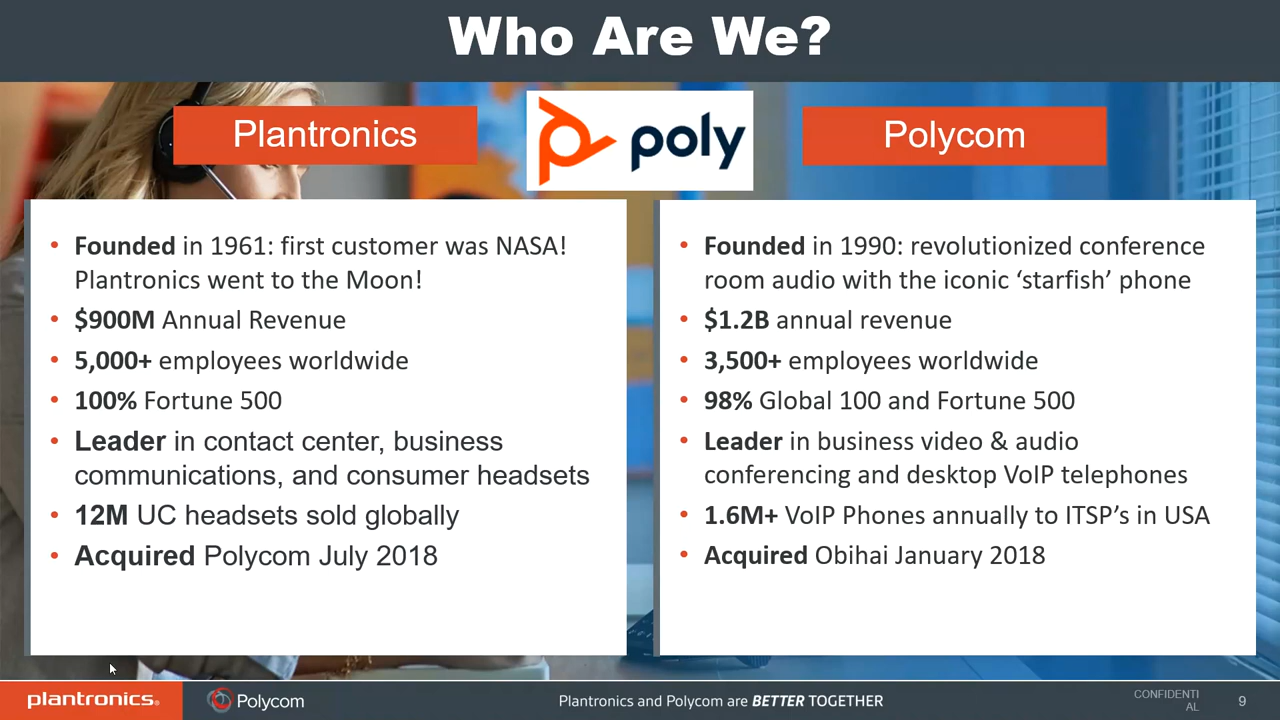 Who Are We?
Plantronics
poly
Polycom
• Founded in 1961: first customer was NASA!
Plantronics went to the Moon!
• $900M Annual Revenue
• 5,000+ employees worldwide
• 100% Fortune 500
• Leader in contact center, business
communications, and consumer headsets
• 12M UC headsets sold globally
• Acquired Polycom July 2018
• Founded in 1990: revolutionized conference
room audio with the iconic ‘starfish’ phone
• $1.2B annual revenue
• 3,500+ employees worldwide
• 98% Global 100 and Fortune 500
• Leader in business video & audio
conferencing and desktop VoIP telephones
• 1.6M+ VoIP Phones annually to ITSP’s in USA
• Acquired Obihai January 2018
plantronics®
Polycom
Plantronics and Polycom are BETTER TOGETHER
CONFIDENTI
AL
9